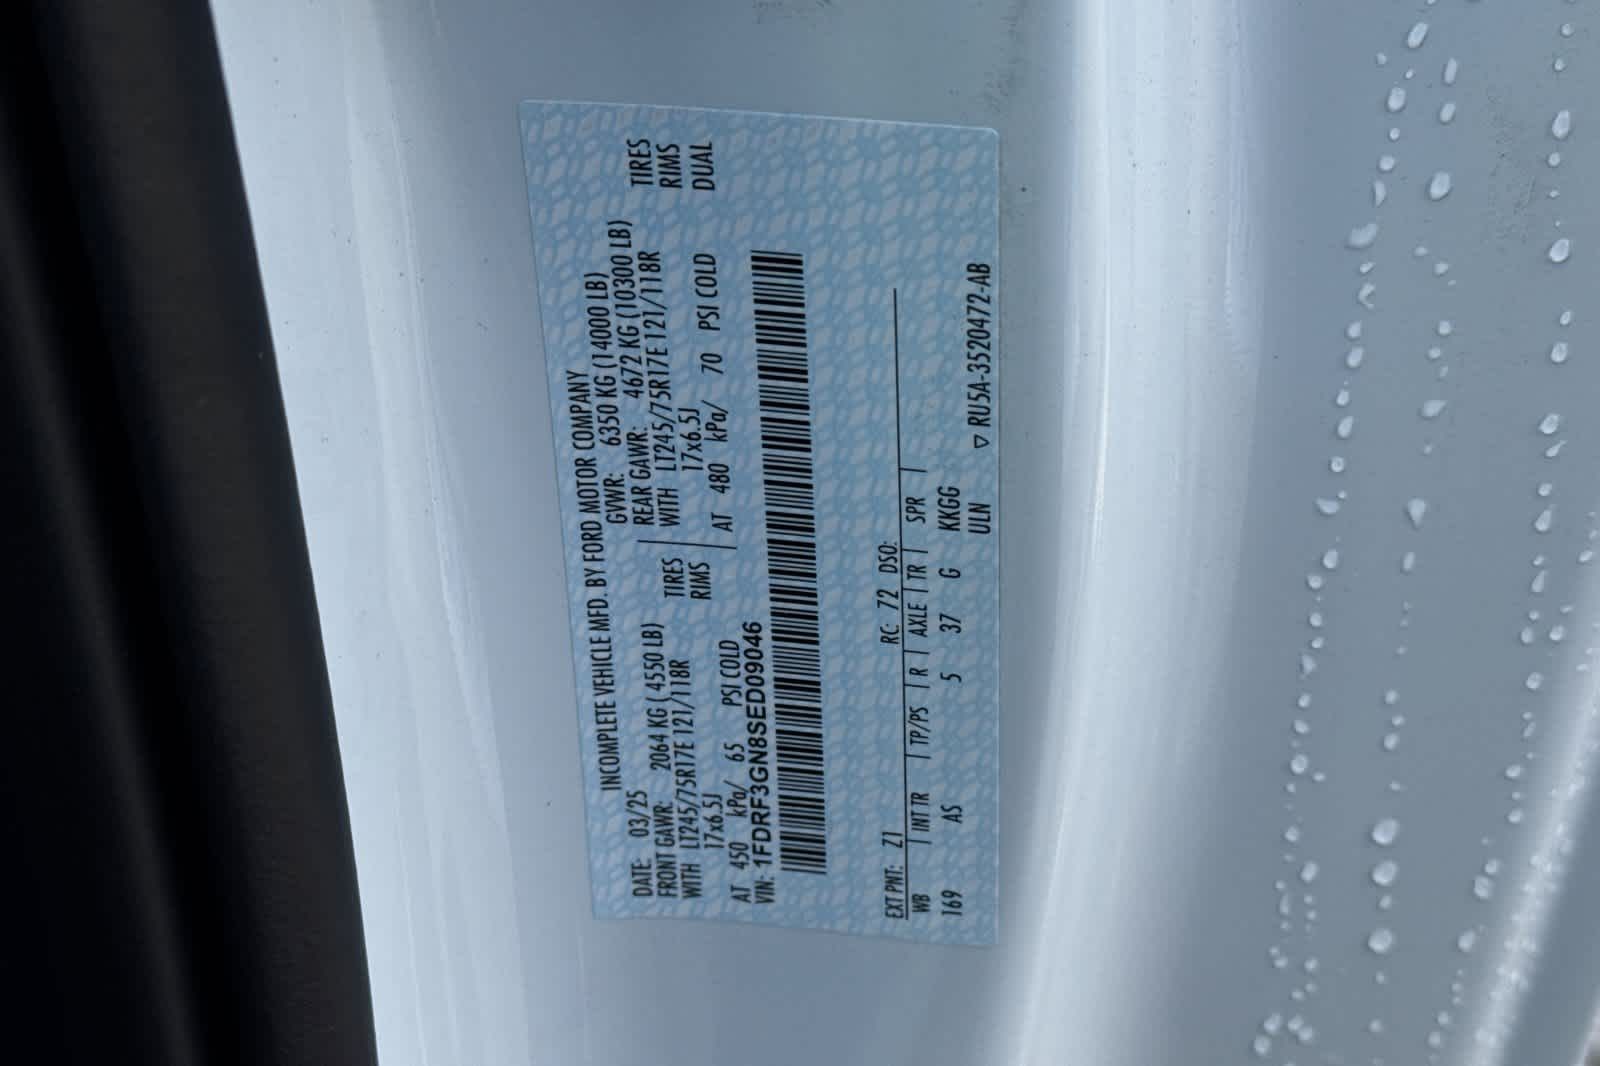 INCOMPLETE VEHICLE MFD. BY FORD MOTOR COMPANY
DATE: 03/25 GVWR: 6350 KG (14000 LB)
FRONT GAWR: 2064 KG ( 4550 LB) REAR GAWR: 4672 KG (10300 LB)
WITH LT245/75R17E 121/118R TIRES WITH LT245/75R17E 121/118R TIRES
17x6.5J RIMS 17x6.5J RIMS
AT 450 kPa/ 65 PSI COLD AT 480 kPa/ 70 PSI COLD DUAL
VIN: 1FDRF3GN8SED09046
EXT PNT: Z1 RC: 72 DSO:
WB | INT TR | TP/PS | R | AXLE | TR | SPR |
169 AS 5 37 G KKGG
ULN ▽ RU5A-3520472-AB